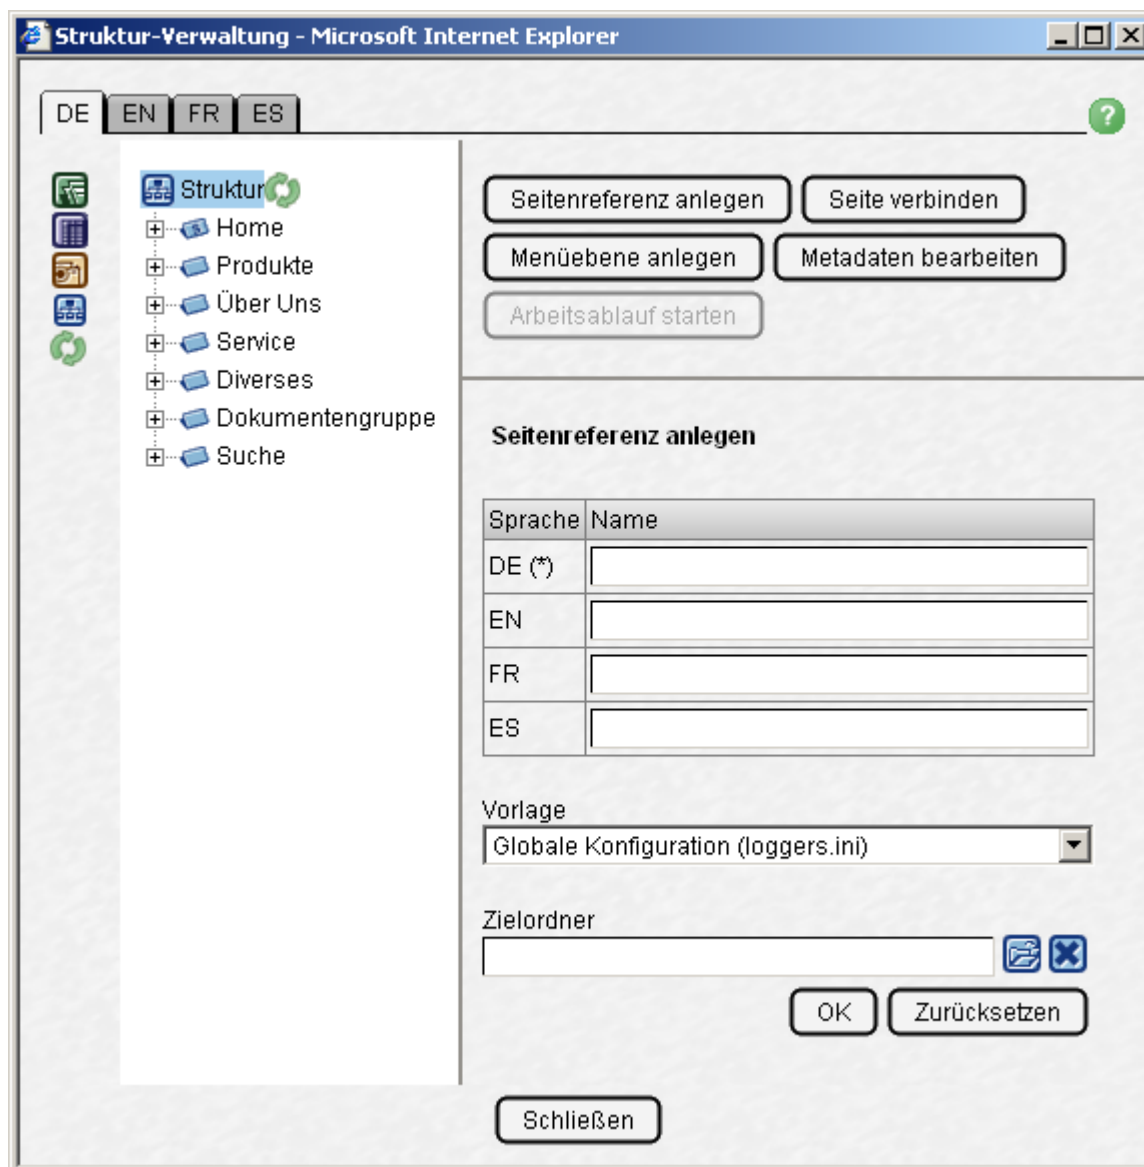 Struktur-Verwaltung - Microsoft Internet Explorer
DE EN FR ES
?
Struktur
Home
Produkte
Über Uns
Service
Diverses
Dokumentengruppe
Suche
Seitenreferenz anlegen Seite verbinden
Menüebene anlegen Metadaten bearbeiten
Arbeitsablauf starten
Seitenreferenz anlegen
Sprache Name
DE (*)
EN
FR
ES
Vorlage
Globale Konfiguration (loggers.ini)
Zielordner
OK Zurücksetzen
Schließen